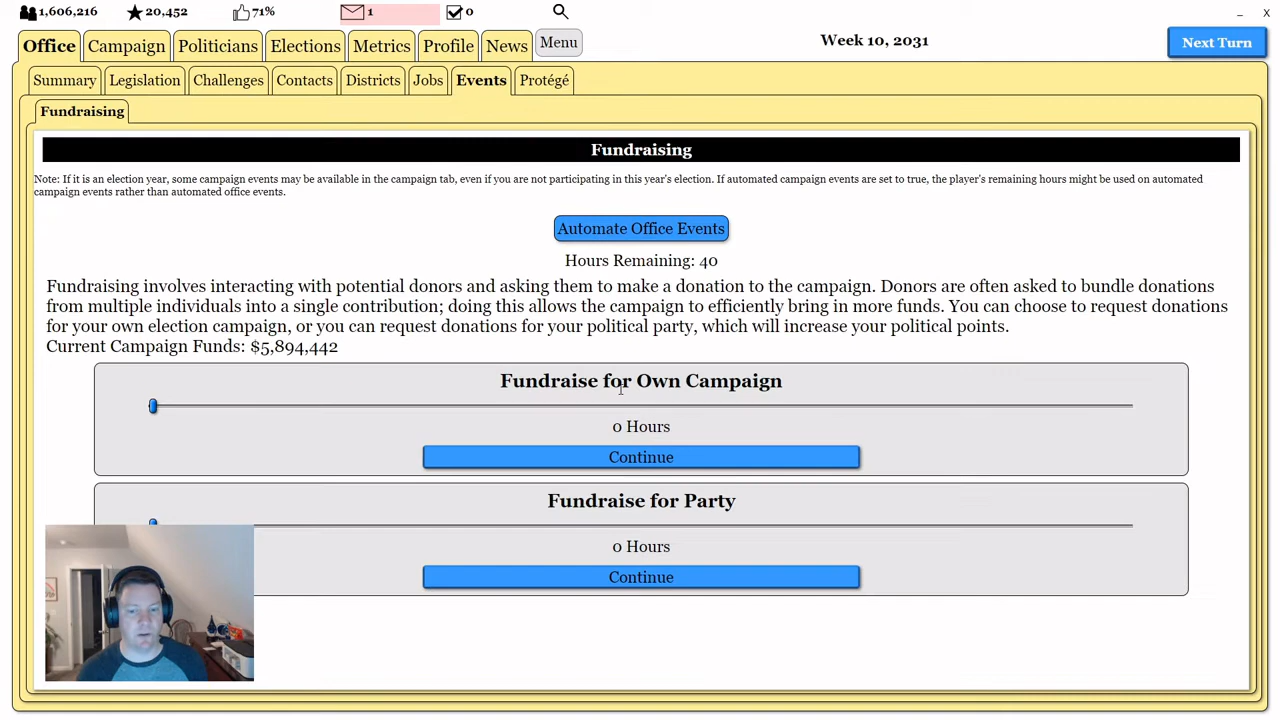 1,606,216 20,452 71% 1 0 _ X
Office Campaign Politicians Elections Metrics Profile News Menu Week 10, 2031 Next Turn
Summary Legislation Challenges Contacts Districts Jobs Events Protégé
Fundraising
Fundraising
Note: If it is an election year, some campaign events may be available in the campaign tab, even if you are not participating in this year's election. If automated campaign events are set to true, the player's remaining hours might be used on automated
campaign events rather than automated office events.
Automate Office Events
Hours Remaining: 40
Fundraising involves interacting with potential donors and asking them to make a donation to the campaign. Donors are often asked to bundle donations
from multiple individuals into a single contribution; doing this allows the campaign to efficiently bring in more funds. You can choose to request donations
for your own election campaign, or you can request donations for your political party, which will increase your political points.
Current Campaign Funds: $5,894,442
Fundraise for Own Campaign
0 Hours
Continue
Fundraise for Party
0 Hours
Continue